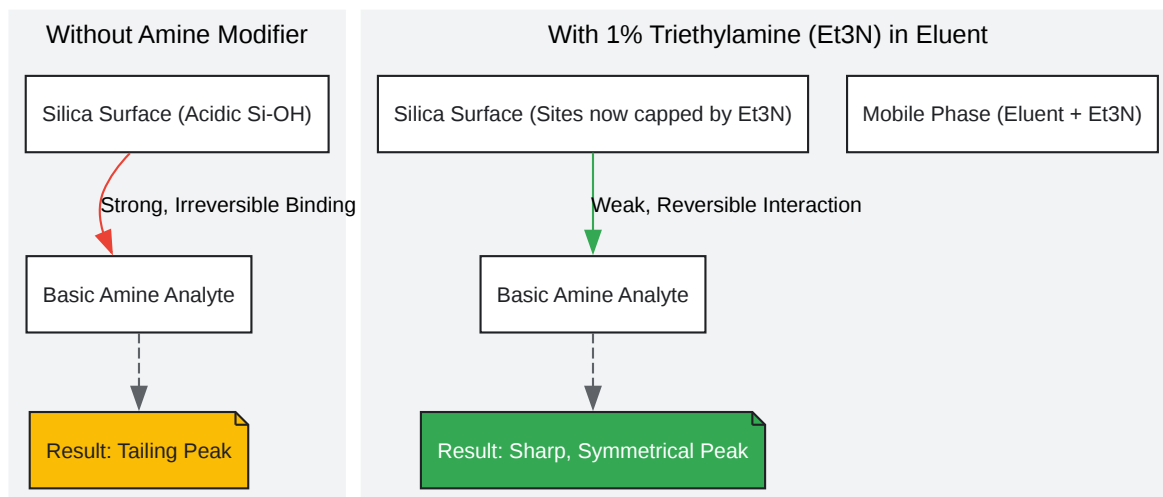 Without Amine Modifier
Silica Surface (Acidic Si-OH)
Strong, Irreversible Binding
Basic Amine Analyte
Result: Tailing Peak
With 1% Triethylamine (Et3N) in Eluent
Silica Surface (Sites now capped by Et3N)
Mobile Phase (Eluent + Et3N)
Weak, Reversible Interaction
Basic Amine Analyte
Result: Sharp, Symmetrical Peak